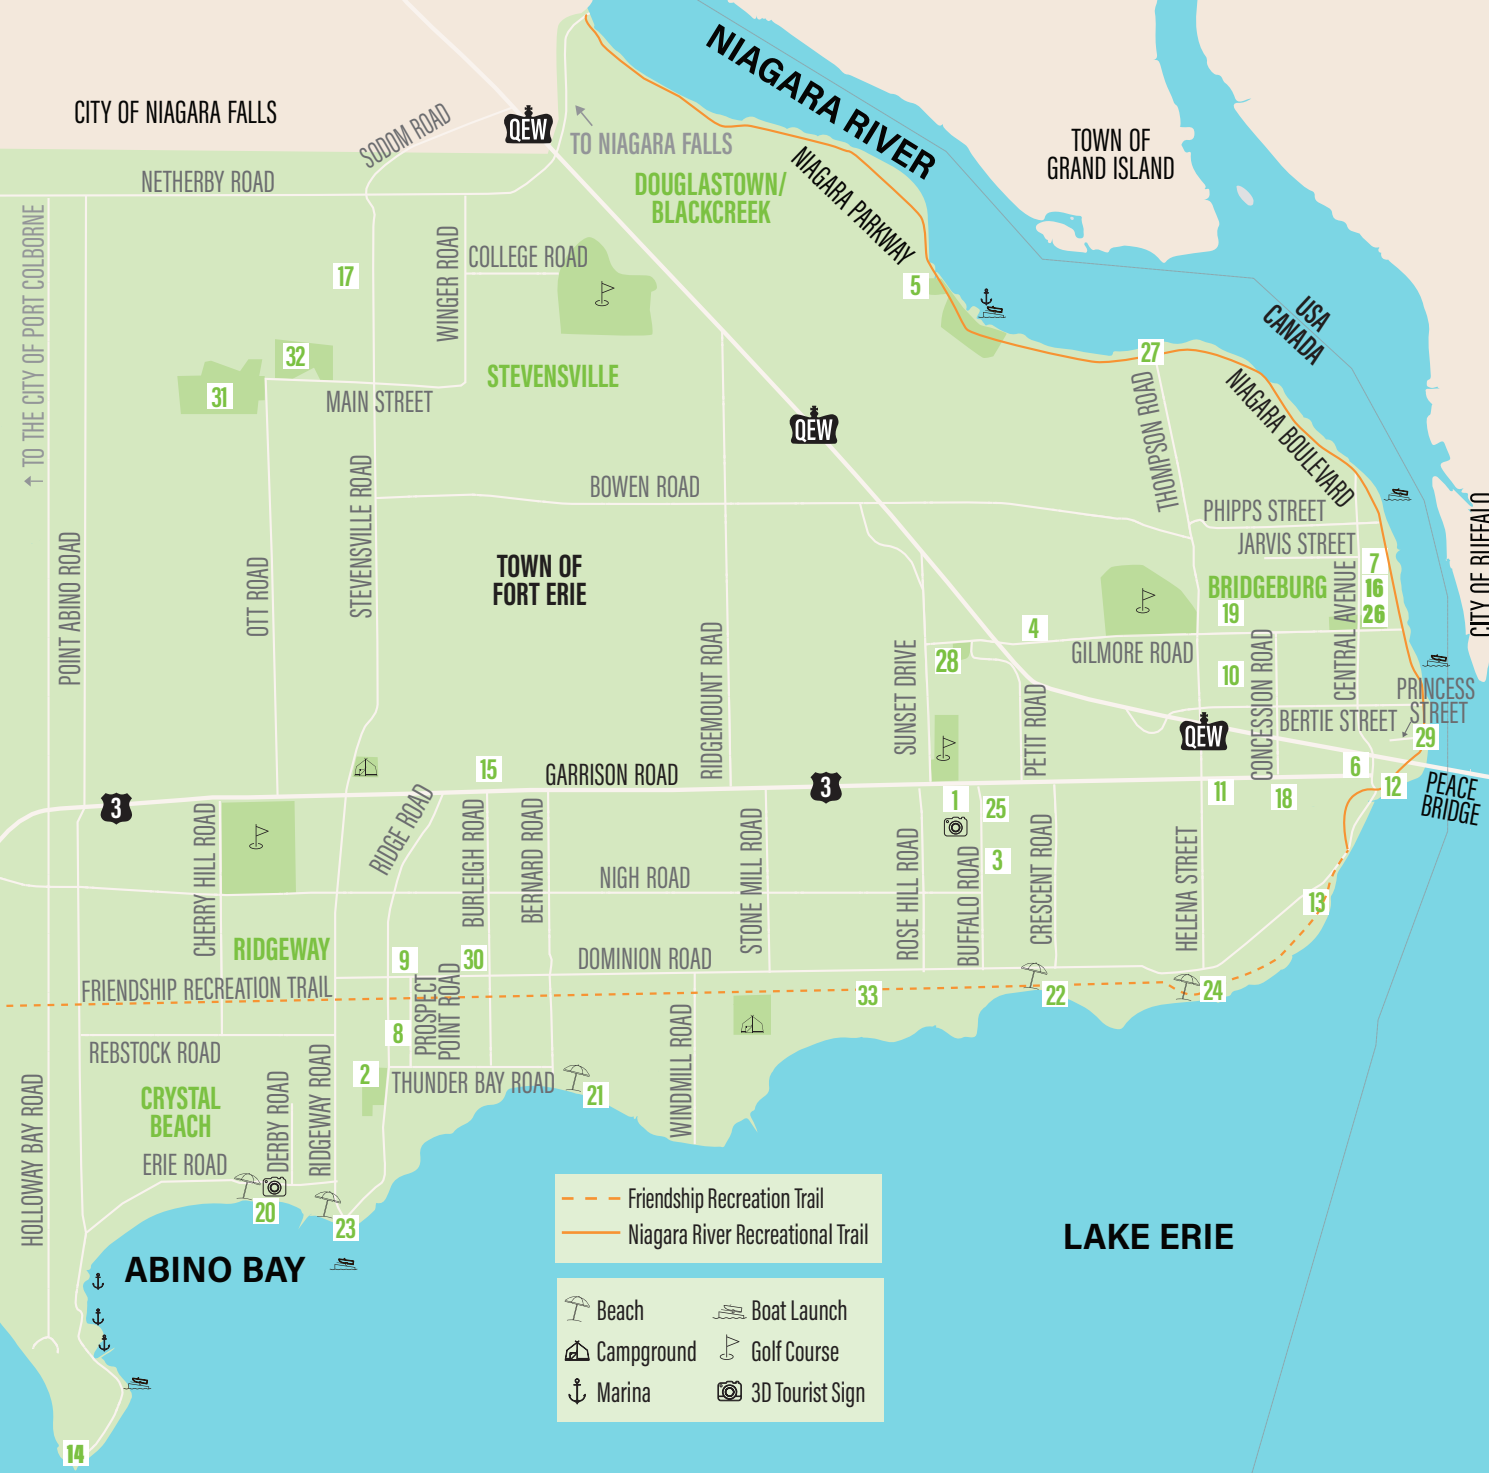 NIAGARA RIVER
CITY OF NIAGARA FALLS
SODOM ROAD
QEW
TO NIAGARA FALLS
TOWN OF
GRAND ISLAND
NETHERBY ROAD
DOUGLASTOWN/
BLACKCREEK
NIAGARA PARKWAY
TO THE CITY OF PORT COLBORNE
17
WINGER ROAD
COLLEGE ROAD
5
USA
CANADA
32
31
MAIN STREET
STEVENSVILLE
27
THOMPSON ROAD
NIAGARA BOULEVARD
QEW
STEVENSVILLE ROAD
BOWEN ROAD
PHIPPS STREET
JARVIS STREET
CITY OF BUFFALO
POINT ABINO ROAD
OTT ROAD
TOWN OF
FORT ERIE
BRIDGEBURG
7
16
26
19
CENTRAL AVENUE
4
GILMORE ROAD
28
SUNSET DRIVE
RIDGEMOUNT ROAD
10
CONCESSION ROAD
PETIT ROAD
PRINCESS
STREET
BERTIE STREET
QEW
29
15
GARRISON ROAD
6
3
3
1
25
11
18
12
PEACE
BRIDGE
CHERRY HILL ROAD
RIDGE ROAD
BURLEIGH ROAD
BERNARD ROAD
STONE MILL ROAD
ROSE HILL ROAD
BUFFALO ROAD
3
CRESCENT ROAD
HELENA STREET
NIGH ROAD
13
RIDGEWAY
9
30
DOMINION ROAD
FRIENDSHIP RECREATION TRAIL
PROSPECT
POINT ROAD
33
22
24
8
REBSTOCK ROAD
WINDMILL ROAD
2
THUNDER BAY ROAD
21
CRYSTAL
BEACH
HOLLOWAY BAY ROAD
DERBY ROAD
RIDGEWAY ROAD
ERIE ROAD
20
23
ABINO BAY
LAKE ERIE
Friendship Recreation Trail
Niagara River Recreational Trail
Beach
Boat Launch
Campground
Golf Course
Marina
3D Tourist Sign
14